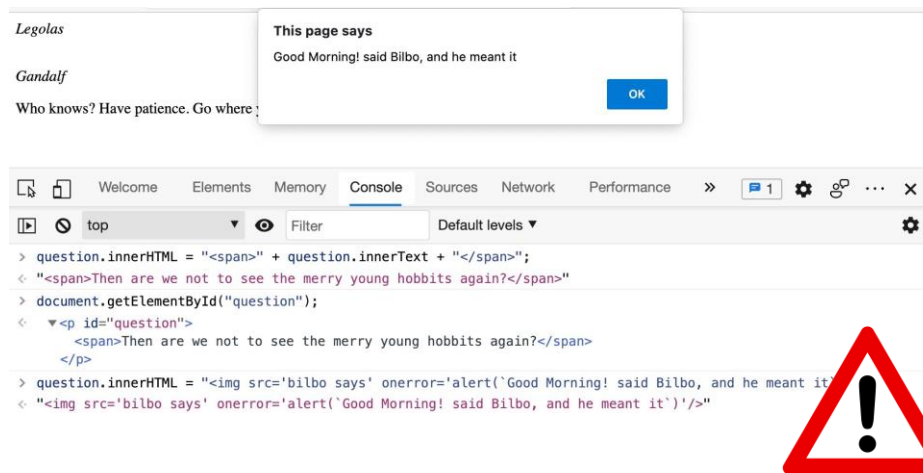 Legolas
This page says
Good Morning! said Bilbo, and he meant it
Gandalf
OK
Who knows? Have patience. Go where
Welcome Elements Memory Console Sources Network Performance » 1
top Filter Default levels
> question.innerHTML = "<span>" + question.innerText + "</span>";
"<span>Then are we not to see the merry young hobbits again?</span>"
> document.getElementById("question");
<p id="question">
<span>Then are we not to see the merry young hobbits again?</span>
</p>
> question.innerHTML = "<img src='bilbo says' onerror='alert(`Good Morning! said Bilbo, and he meant it
"<img src='bilbo says' onerror='alert(`Good Morning! said Bilbo, and he meant it`)'/>"
!